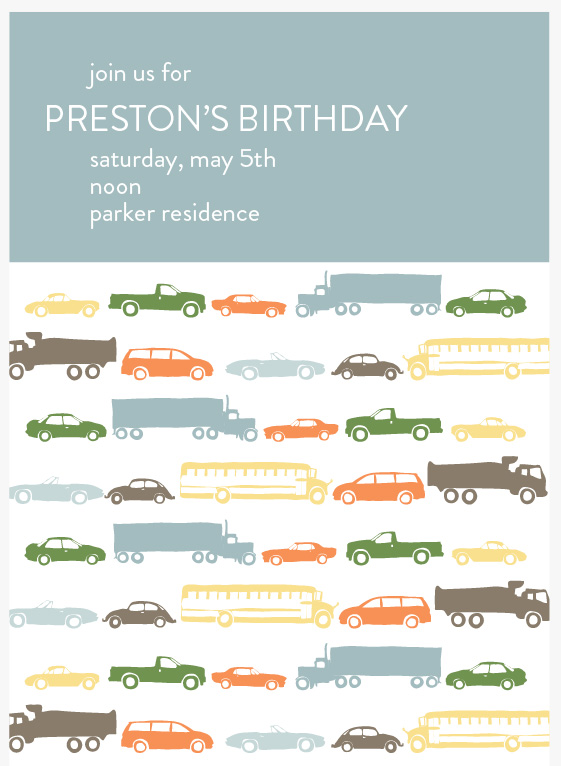 join us for
PRESTON’S BIRTHDAY
saturday, may 5th
noon
parker residence